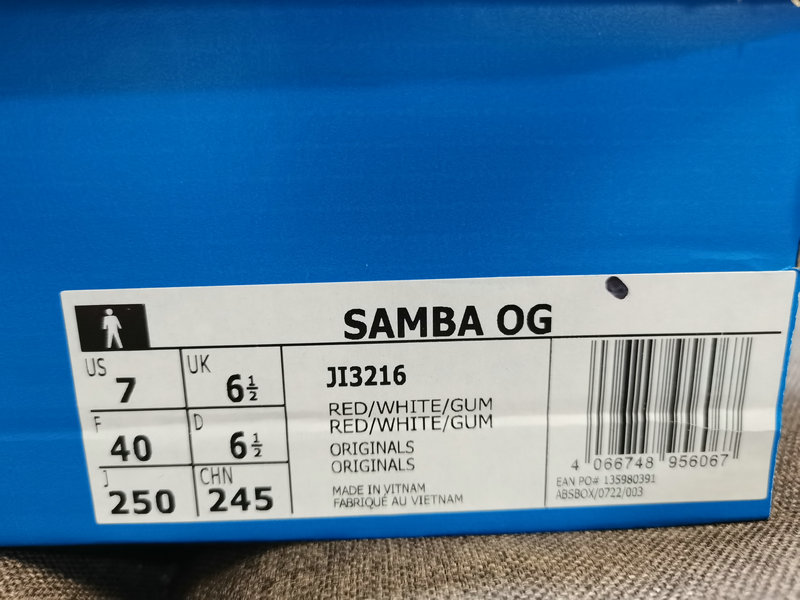 SAMBA OG
US 7
UK 6½
F 40
D 6½
J 250
CHN 245
JI3216
RED/WHITE/GUM
RED/WHITE/GUM
ORIGINALS
ORIGINALS
MADE IN VITNAM
FABRIQUÉ AU VIETNAM
4 066748 956067
EAN PO# 135980391
ABSBOX/0722/003